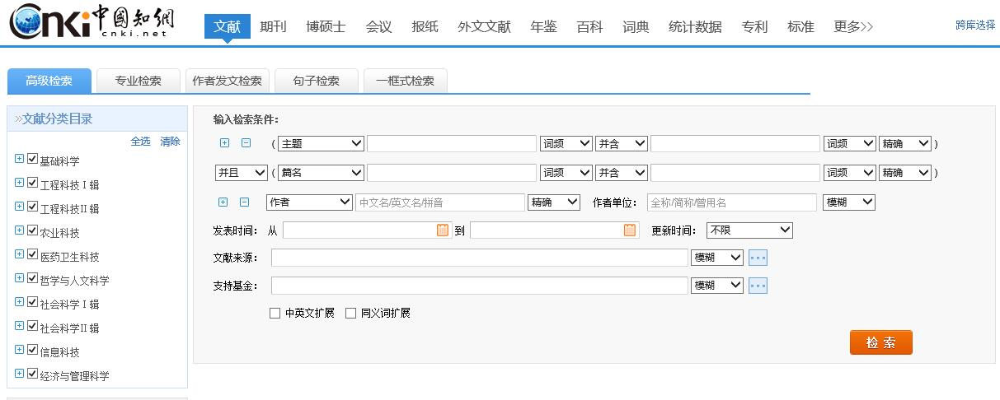 Cnki中國知網
cnki.net
文献 期刊 博硕士 会议 报纸 外文文献 年鉴 百科 词典 统计数据 专利 标准 更多>> 跨库选择
高级检索 专业检索 作者发文检索 句子检索 一框式检索
文献分类目录
全选 清除
基础科学
工程科技Ⅰ辑
工程科技II辑
农业科技
医药卫生科技
哲学与人文科学
社会科学Ⅰ辑
社会科学II辑
信息科技
经济与管理科学
输入检索条件:
( 主题 词频 并含 词频 精确 )
并且 ( 篇名 词频 并含 词频 精确 )
作者 中文名/英文名/拼音 精确 作者单位: 全称/简称/曾用名 模糊
发表时间: 从 到 更新时间: 不限
文献来源: 模糊 ...
支持基金: 模糊 ...
中英文扩展 同义词扩展
检 索